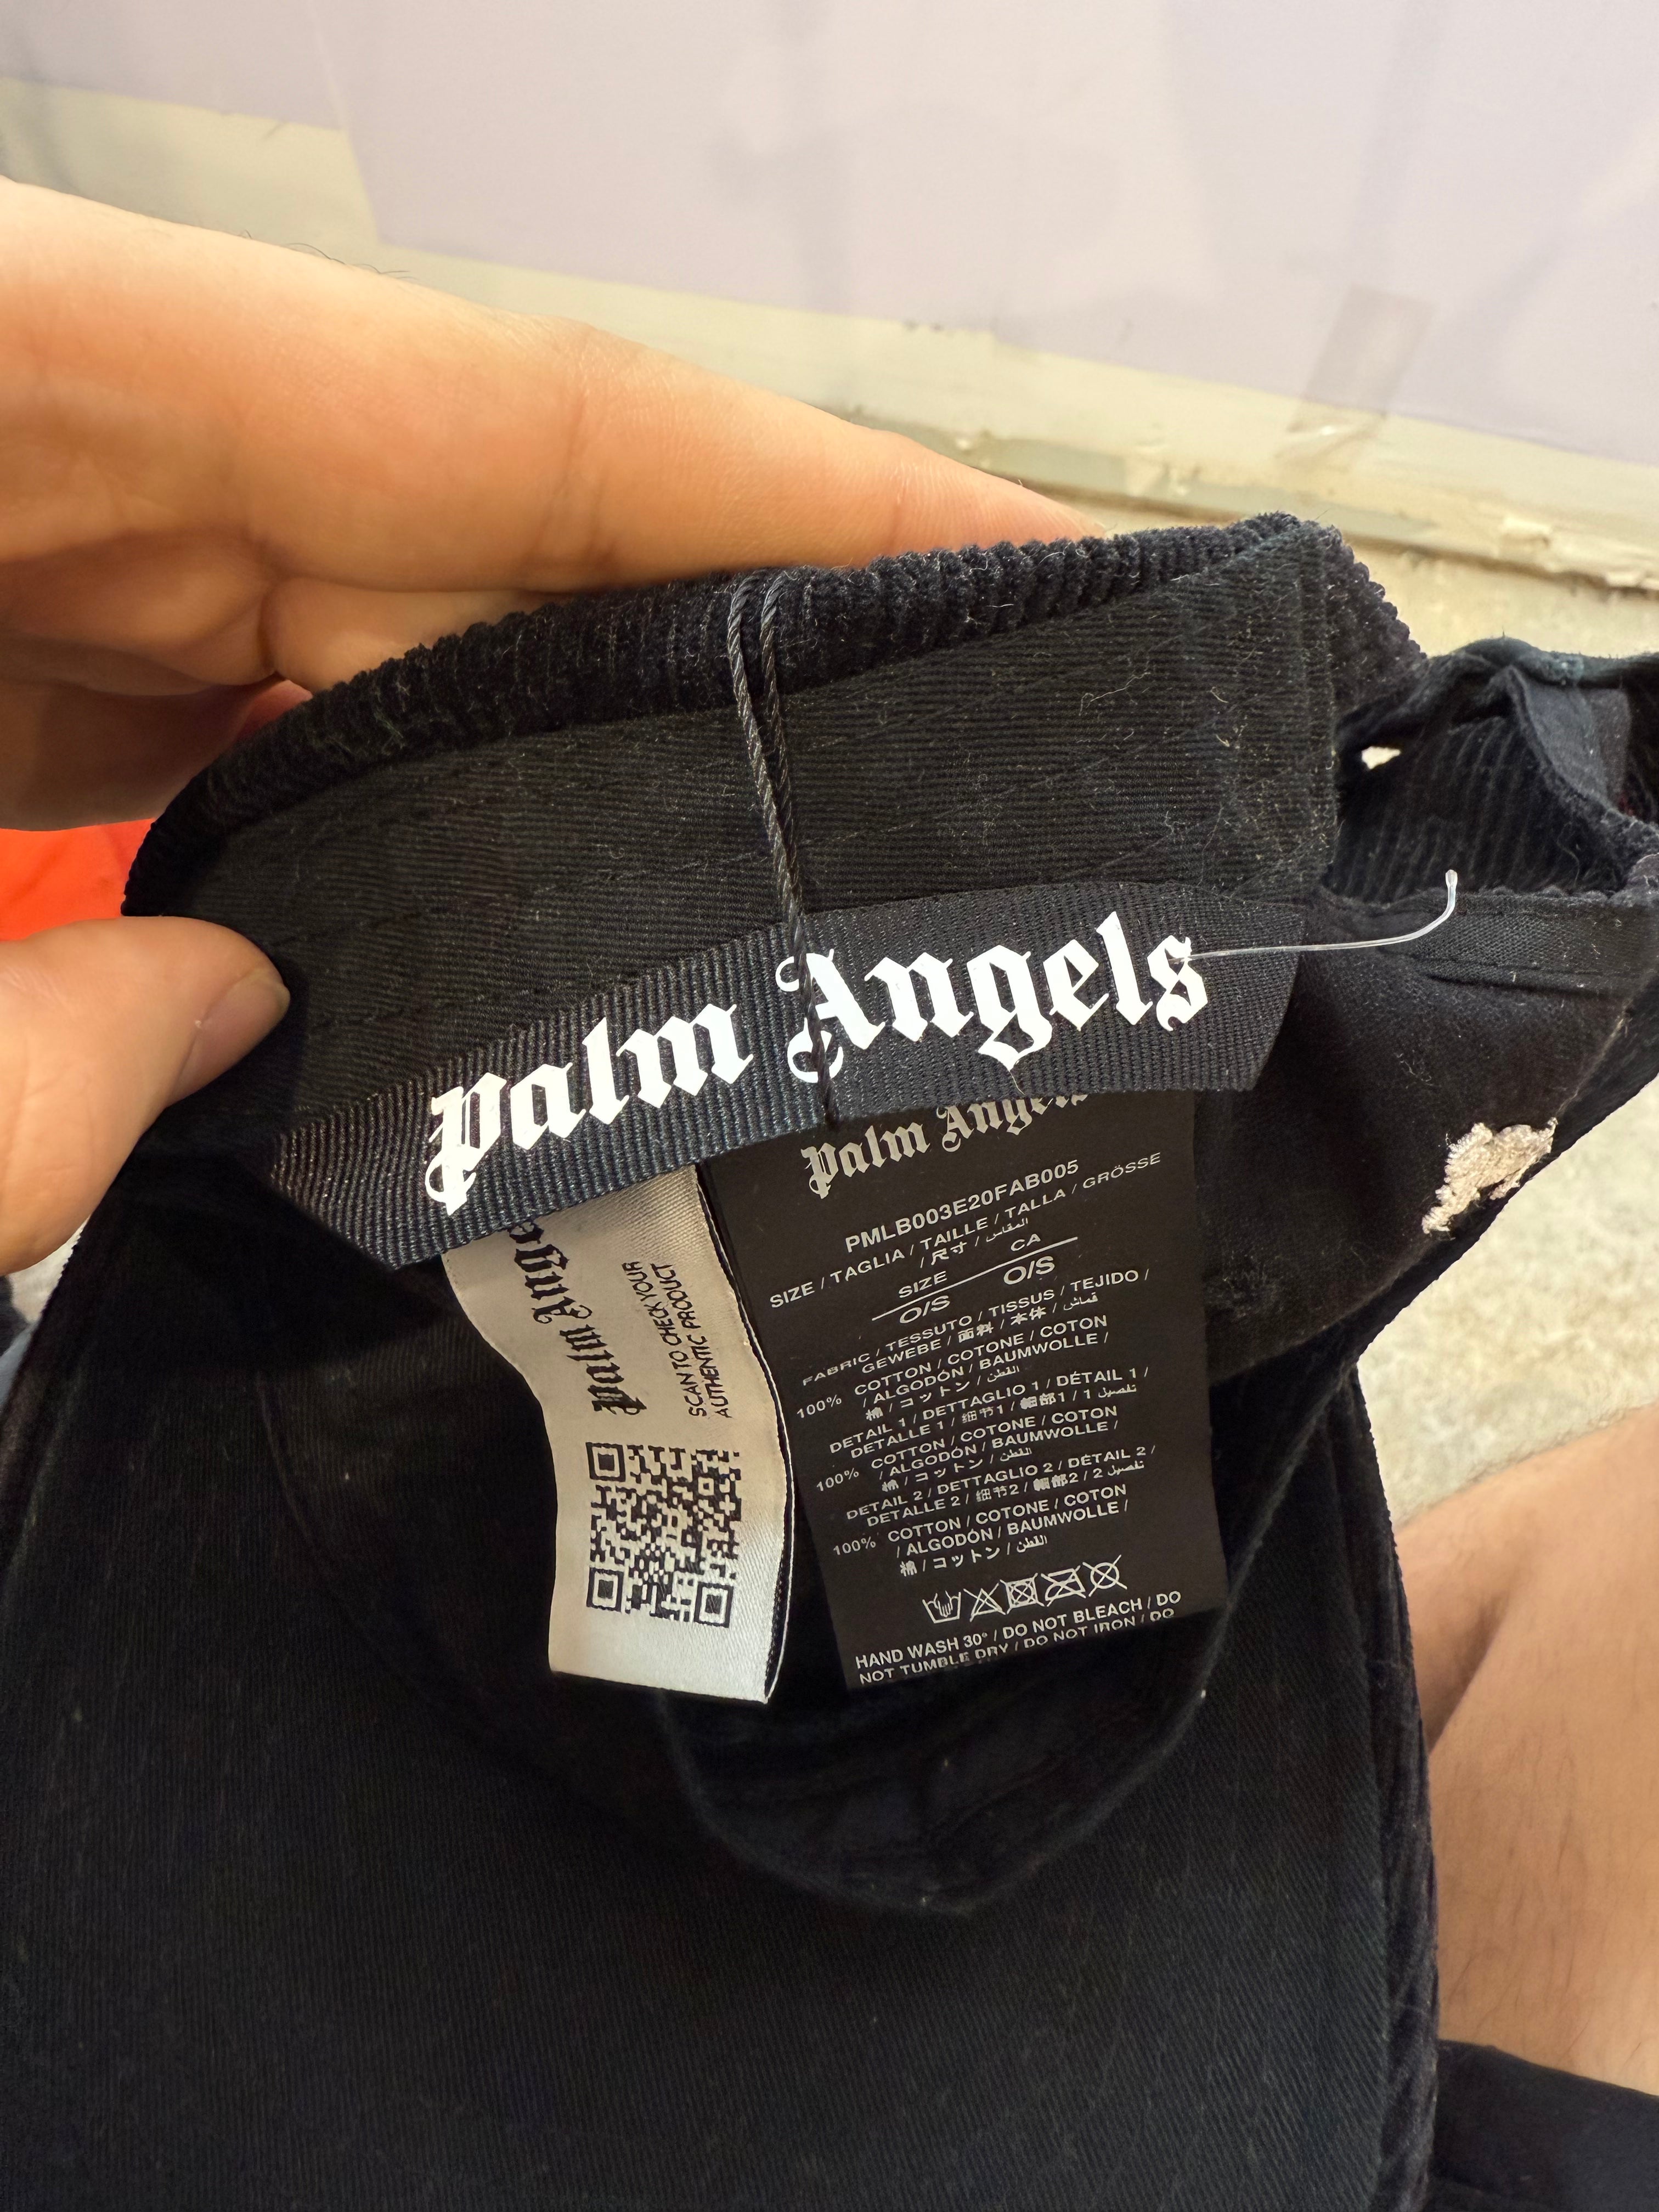 Palm Angels
Palm Angels
PMLB003E20FAB005
SIZE / TAGLIA / TAILLE / TALLA / GRÖSSE
/ 尺寸 / المقاس
SIZE CA
O/S O/S
FABRIC / TESSUTO / TISSUS / TEJIDO /
GEWEBE / 面料 / 本体 / قماش
100% COTTON / COTONE / COTON
/ ALGODÓN / BAUMWOLLE /
棉 / コットン / القطن
DETAIL 1 / DETTAGLIO 1 / DÉTAIL 1 /
DETALLE 1 / 细节1 / 細部1 / تفصيل 1
100% COTTON / COTONE / COTON
/ ALGODÓN / BAUMWOLLE /
棉 / コットン / القطن
DETAIL 2 / DETTAGLIO 2 / DÉTAIL 2 /
DETALLE 2 / 细节2 / 細部2 / تفصيل 2
100% COTTON / COTONE / COTON
/ ALGODÓN / BAUMWOLLE /
棉 / コットン / القطن
HAND WASH 30° / DO NOT BLEACH / DO
NOT TUMBLE DRY / DO NOT IRON / DO
Palm Ange
SCAN TO CHECK YOUR
AUTHENTIC PRODUCT